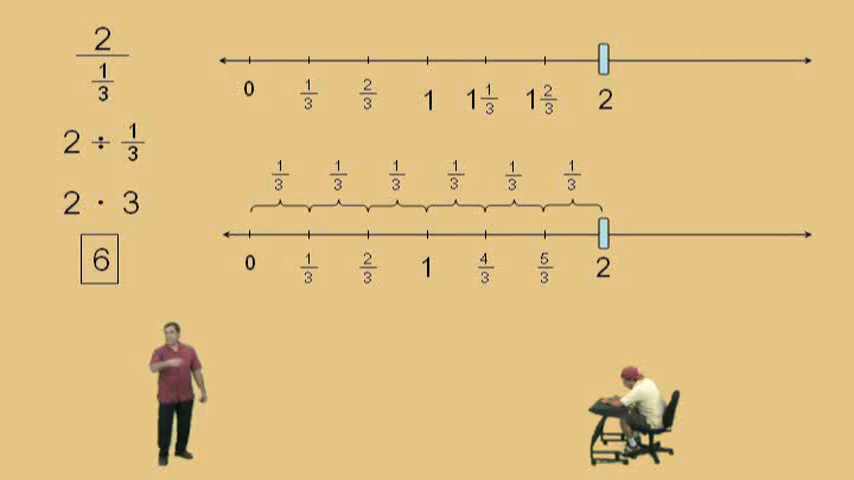 2
1
3
2 ÷ 1/3
2 · 3
6
0 1/3 2/3 1 1 1/3 1 2/3 2
1/3 1/3 1/3 1/3 1/3 1/3
0 1/3 2/3 1 4/3 5/3 2